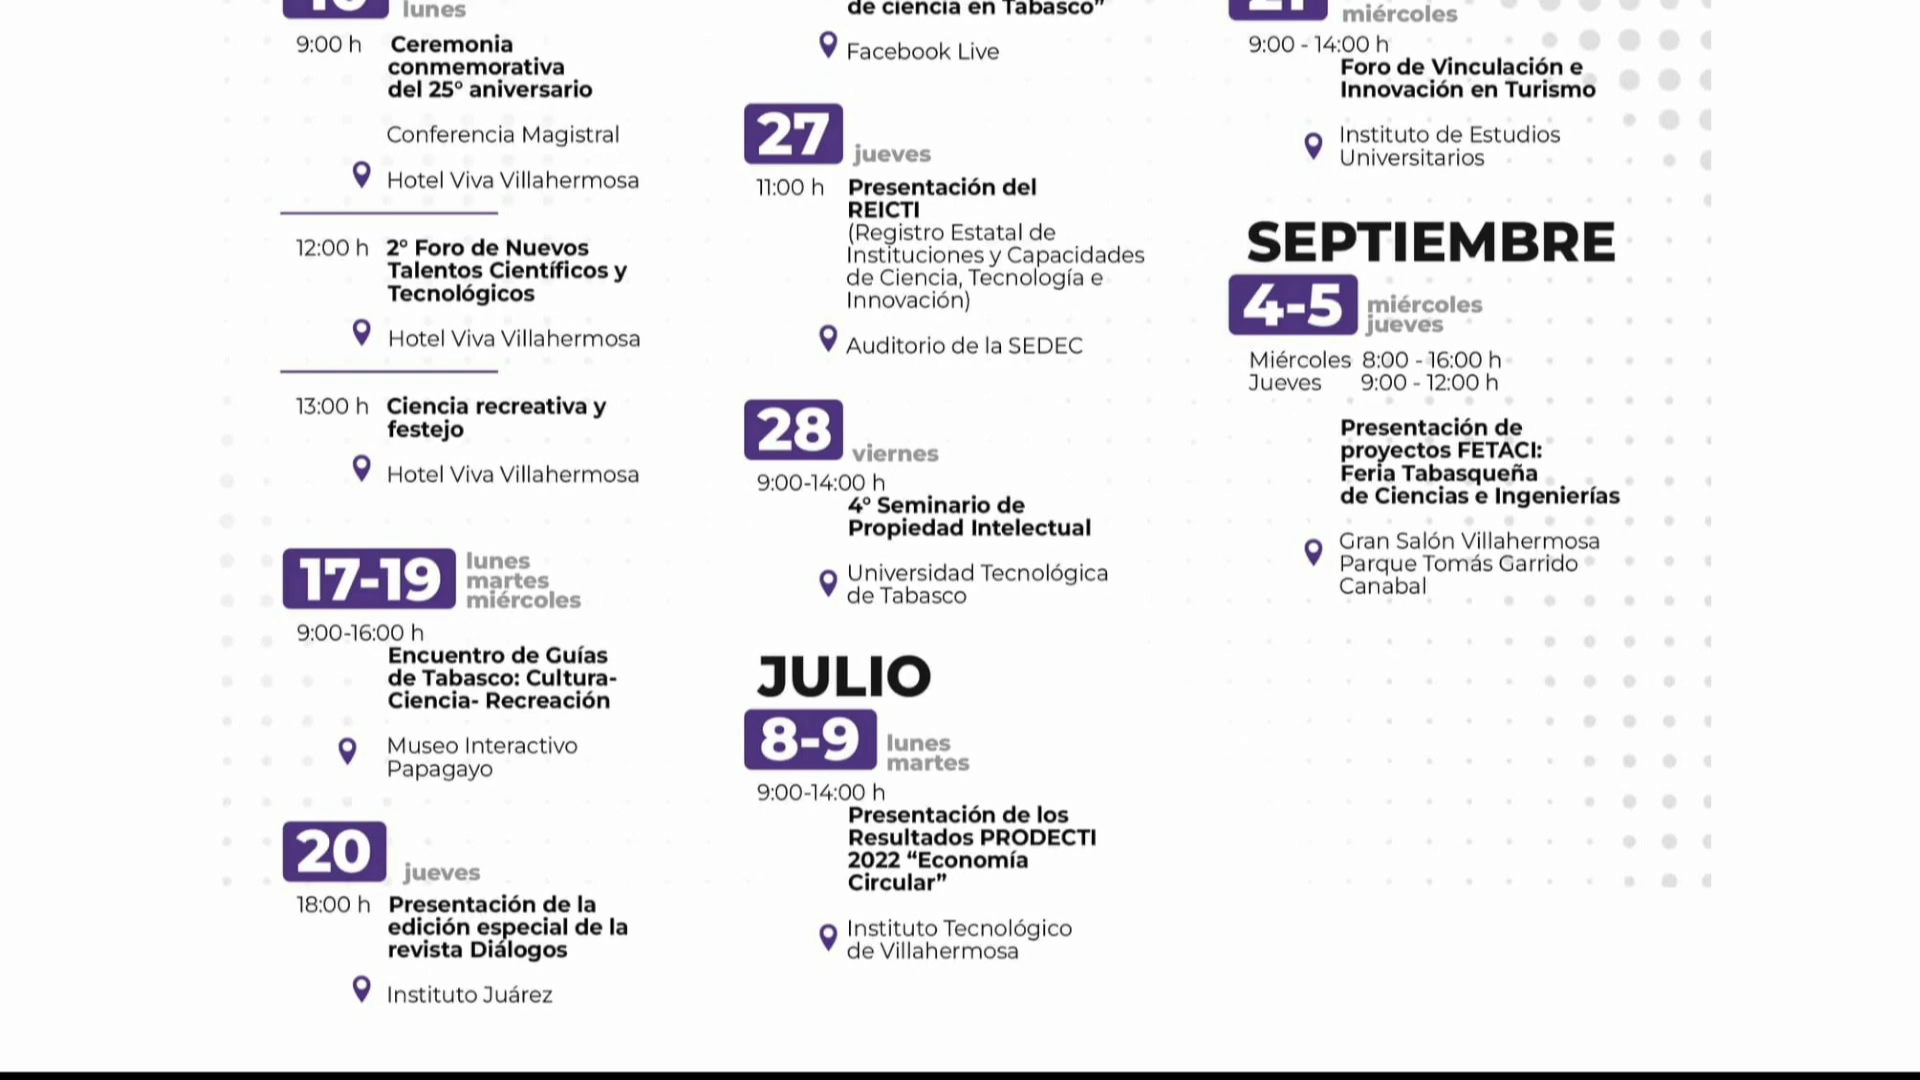 lunes
9:00 h Ceremonia
conmemorativa
del 25° aniversario
Conferencia Magistral
Hotel Viva Villahermosa
12:00 h 2° Foro de Nuevos
Talentos Científicos y
Tecnológicos
Hotel Viva Villahermosa
13:00 h Ciencia recreativa y
festejo
Hotel Viva Villahermosa
17-19 lunes
martes
miércoles
9:00-16:00 h
Encuentro de Guías
de Tabasco: Cultura-
Ciencia- Recreación
Museo Interactivo
Papagayo
20 jueves
18:00 h Presentación de la
edición especial de la
revista Diálogos
Instituto Juárez
de ciencia en Tabasco”
Facebook Live
27 jueves
11:00 h Presentación del
REICTI
(Registro Estatal de
Instituciones y Capacidades
de Ciencia, Tecnología e
Innovación)
Auditorio de la SEDEC
28 viernes
9:00-14:00 h
4° Seminario de
Propiedad Intelectual
Universidad Tecnológica
de Tabasco
JULIO
8-9 lunes
martes
9:00-14:00 h
Presentación de los
Resultados PRODECTI
2022 “Economía
Circular”
Instituto Tecnológico
de Villahermosa
miércoles
9:00 - 14:00 h
Foro de Vinculación e
Innovación en Turismo
Instituto de Estudios
Universitarios
SEPTIEMBRE
4-5 miércoles
jueves
Miércoles 8:00 - 16:00 h
Jueves 9:00 - 12:00 h
Presentación de
proyectos FETACI:
Feria Tabasqueña
de Ciencias e Ingenierías
Gran Salón Villahermosa
Parque Tomás Garrido
Canabal